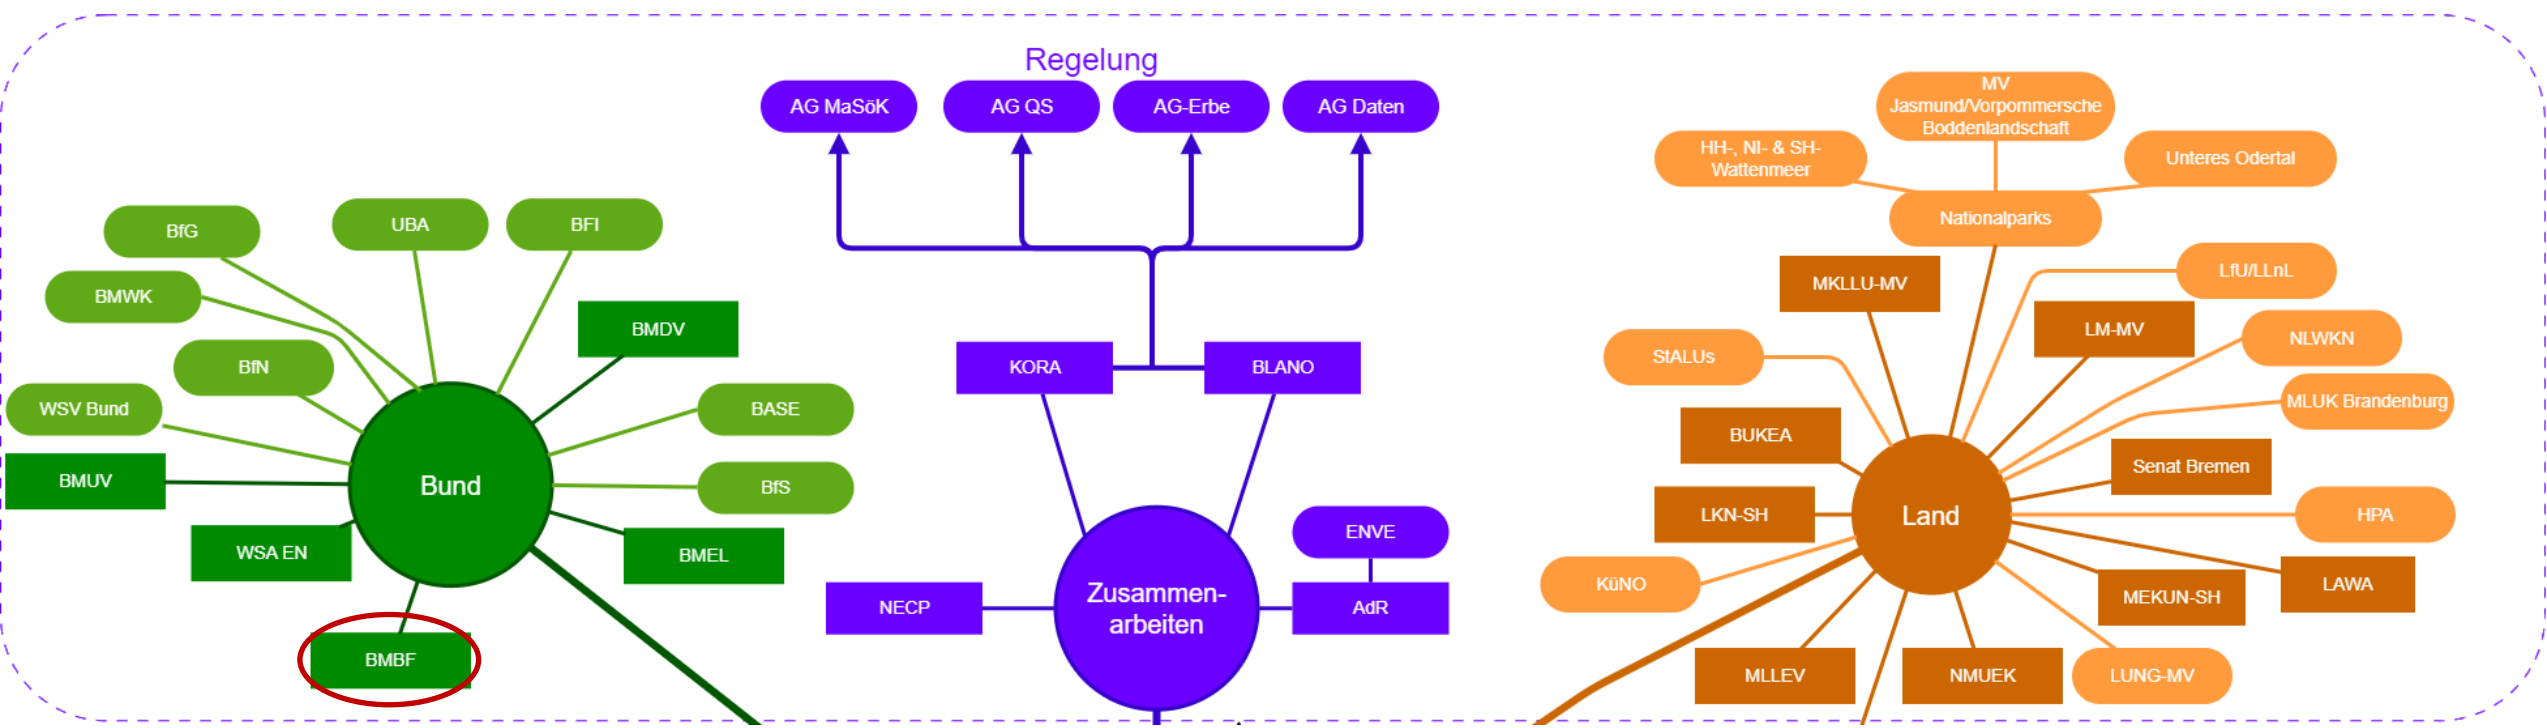 Regelung
AG MaSöK
AG QS
AG-Erbe
AG Daten
BfG
UBA
BFI
BMWK
BMDV
BfN
WSV Bund
BASE
BMUV
Bund
BfS
WSA EN
BMEL
BMBF
KORA
BLANO
ENVE
NECP
Zusammen-
arbeiten
AdR
MV
Jasmund/Vorpommersche
Boddenlandschaft
HH-, NI- & SH-
Wattenmeer
Unteres Odertal
Nationalparks
MKLLU-MV
LfU/LLnL
LM-MV
NLWKN
StALUs
MLUK Brandenburg
BUKEA
Senat Bremen
LKN-SH
Land
HPA
KüNO
MEKUN-SH
LAWA
MLLEV
NMUEK
LUNG-MV